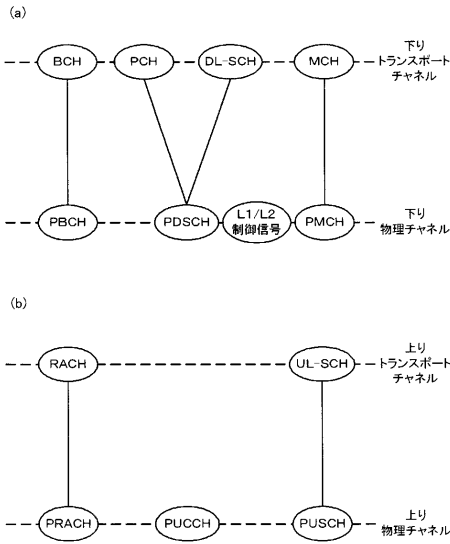 (a)
BCH
PCH
DL-SCH
MCH
下り
トランスポート
チャネル
PBCH
PDSCH
L1/L2
制御信号
PMCH
下り
物理チャネル
(b)
RACH
UL-SCH
上り
トランスポート
チャネル
PRACH
PUCCH
PUSCH
上り
物理チャネル